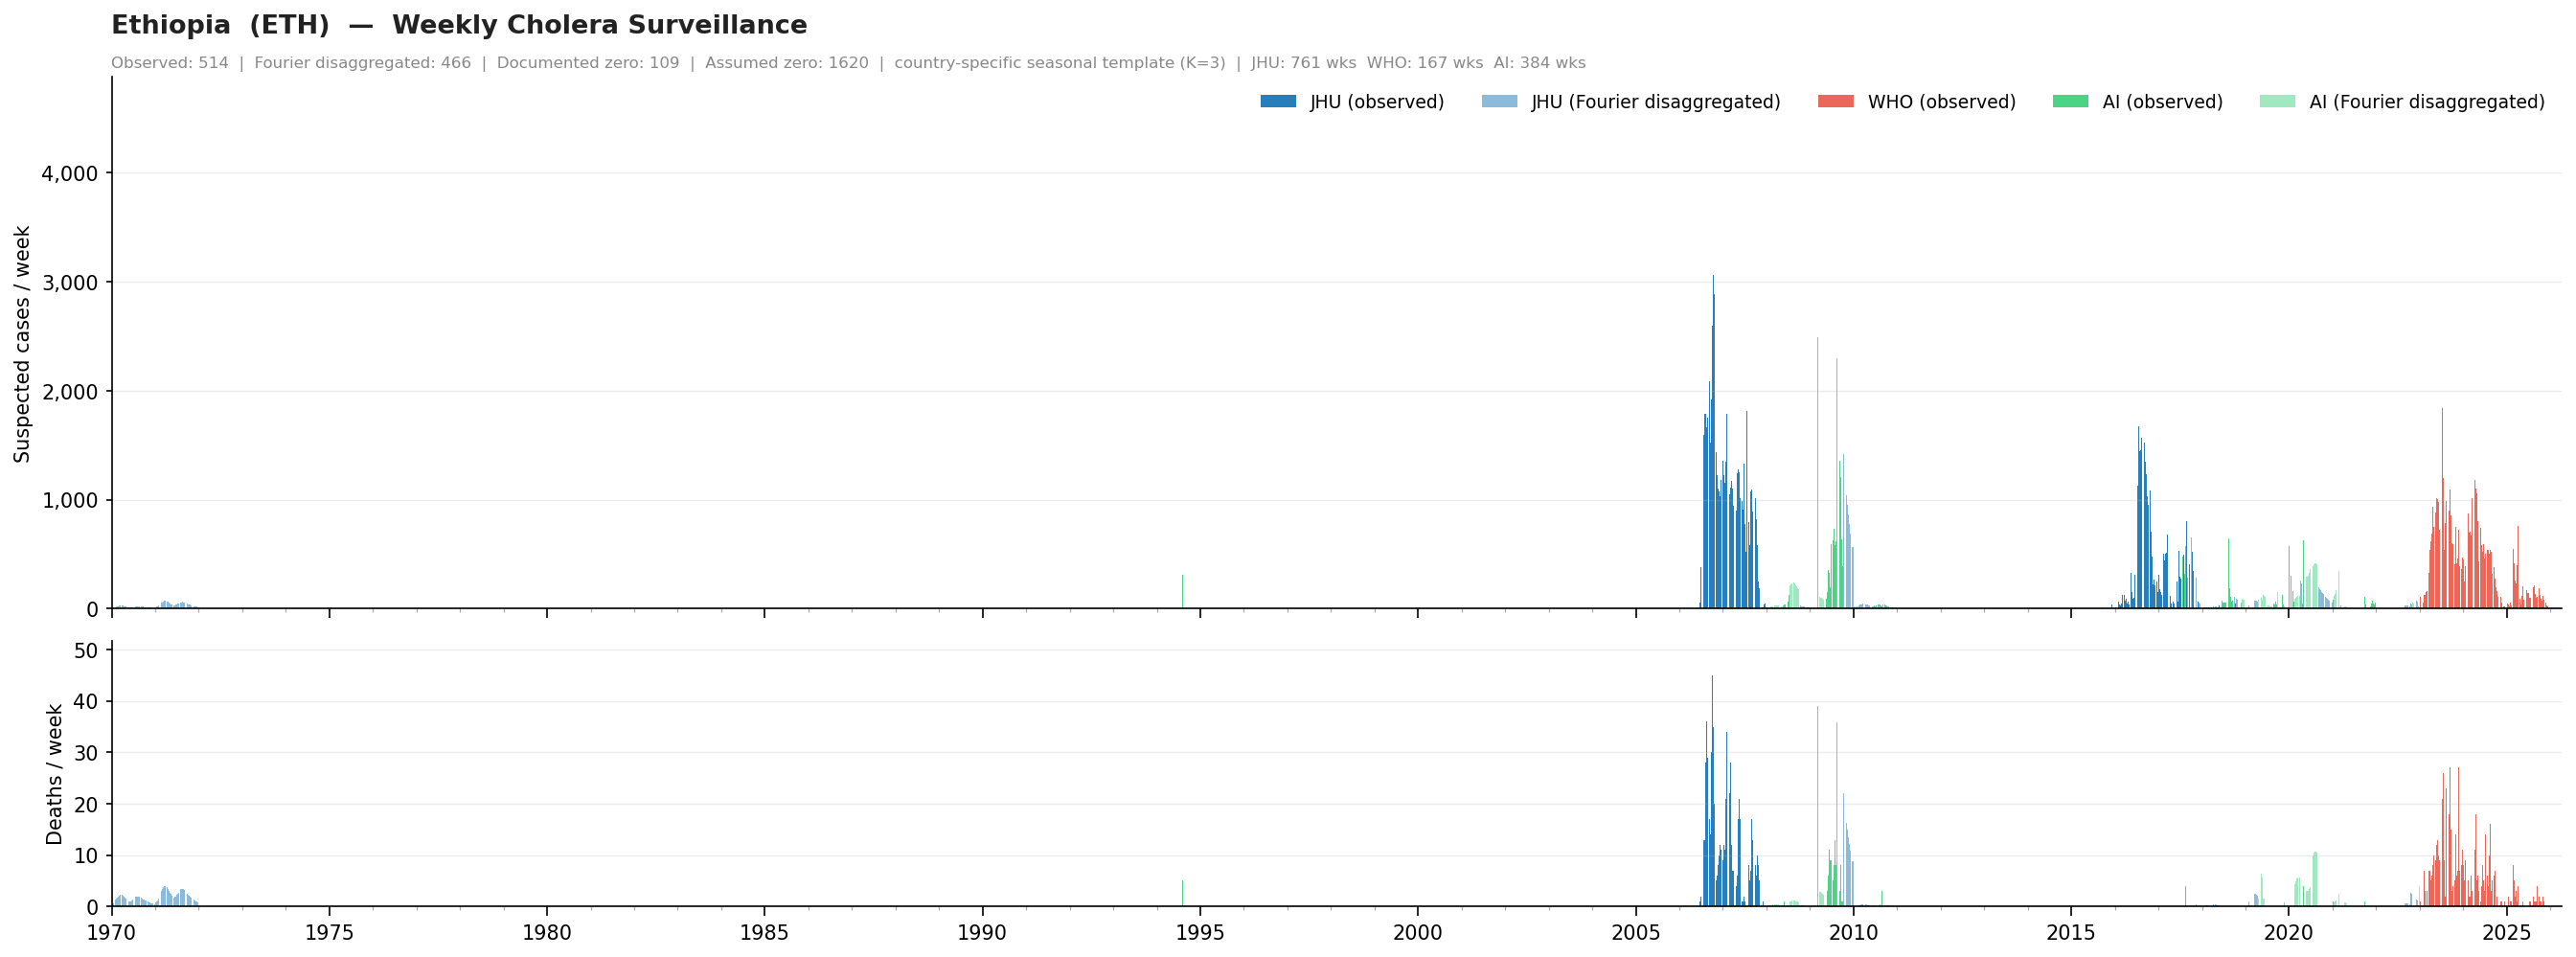 Ethiopia  (ETH)  —  Weekly Cholera Surveillance
Observed: 514  |  Fourier disaggregated: 466  |  Documented zero: 109  |  Assumed zero: 1620  |  country-specific seasonal template (K=3)  |  JHU: 761 wks  WHO: 167 wks  AI: 384 wks
JHU (observed)  JHU (Fourier disaggregated)  WHO (observed)  AI (observed)  AI (Fourier disaggregated)
Suspected cases / week
4,000
3,000
2,000
1,000
0
Deaths / week
50
40
30
20
10
0
1970  1975  1980  1985  1990  1995  2000  2005  2010  2015  2020  2025